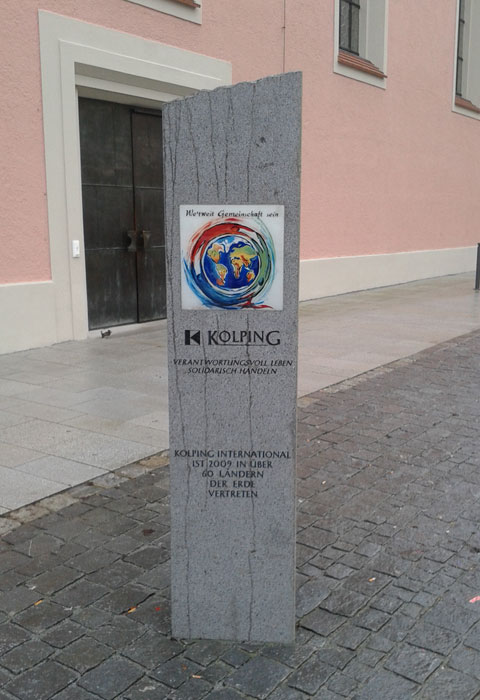 Weltweit Gemeinschaft sein
KOLPING
VERANTWORTUNGSVOLL LEBEN
SOLIDARISCH HANDELN
KOLPING INTERNATIONAL
IST 2009 IN ÜBER
60 LÄNDERN
DER ERDE
VERTRETEN